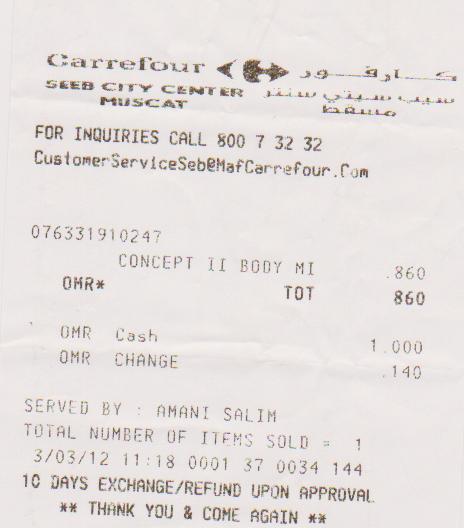 Carrefour كارفور
SEEB CITY CENTER سيب سيتي سنتر
MUSCAT مسقط
FOR INQUIRIES CALL 800 7 32 32
CustomerServiceSeb@MafCarrefour.Com
076331910247
CONCEPT II BODY MI .860
OMR* TOT 860
OMR Cash 1.000
OMR CHANGE .140
SERVED BY : AMANI SALIM
TOTAL NUMBER OF ITEMS SOLD = 1
3/03/12 11:18 0001 37 0034 144
10 DAYS EXCHANGE/REFUND UPON APPROVAL
** THANK YOU & COME AGAIN **